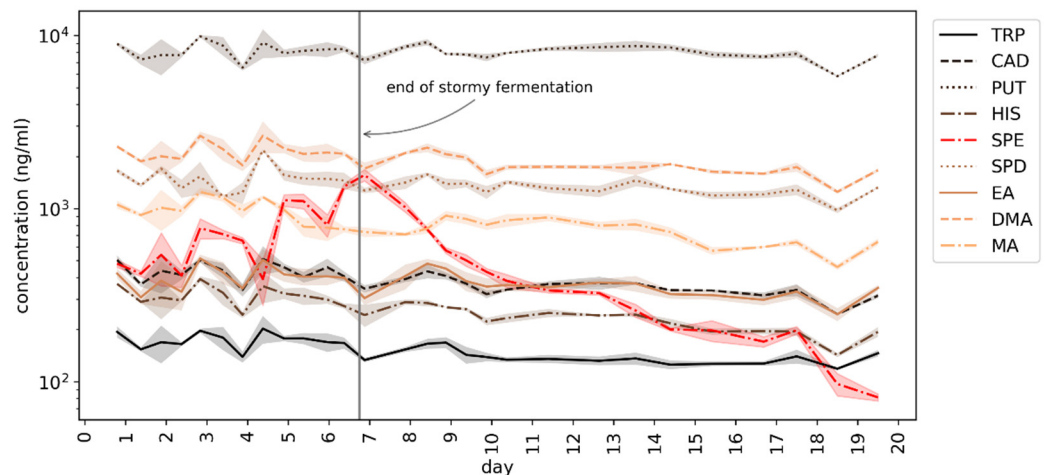 10⁴
10³
10²
concentration (ng/ml)
end of stormy fermentation
0 1 2 3 4 5 6 7 8 9 10 11 12 13 14 15 16 17 18 19 20
day
TRP
CAD
PUT
HIS
SPE
SPD
EA
DMA
MA